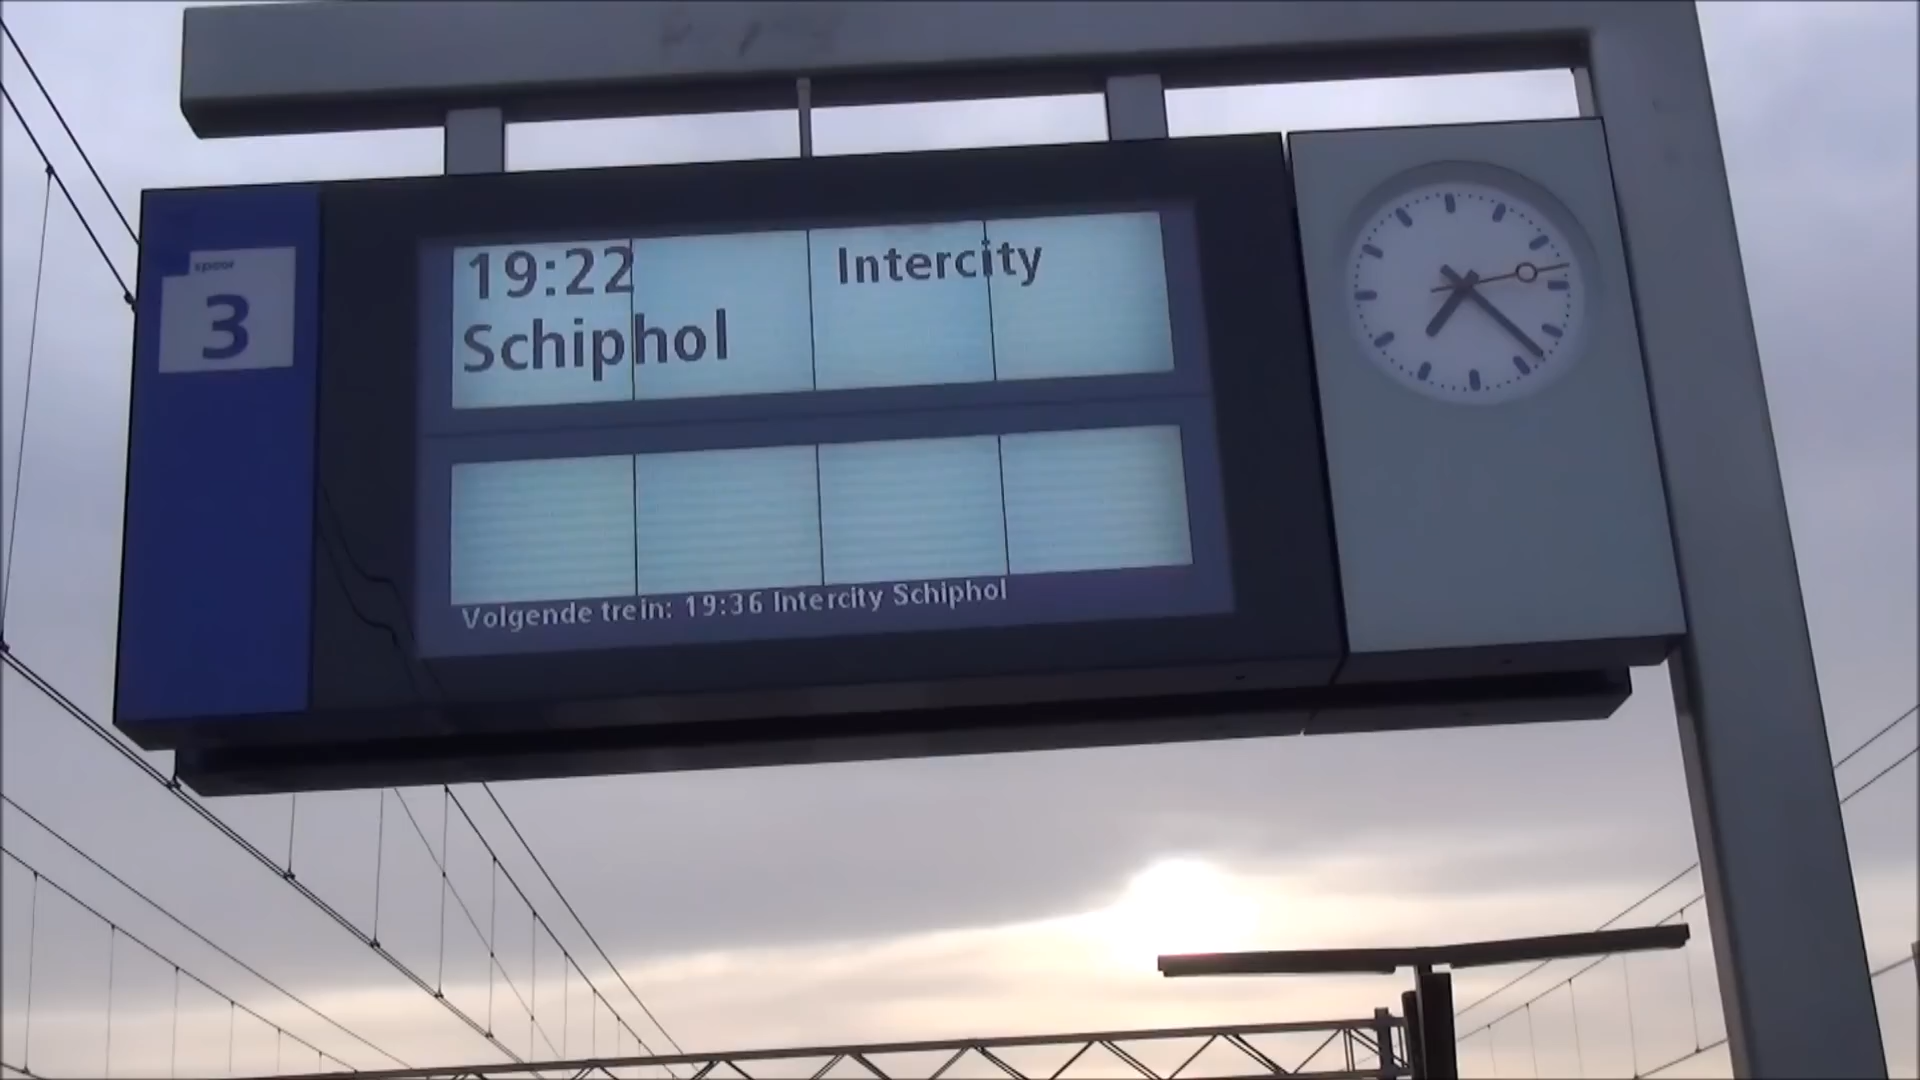 spoor
3
19:22 Intercity
Schiphol
Volgende trein: 19:36 Intercity Schiphol